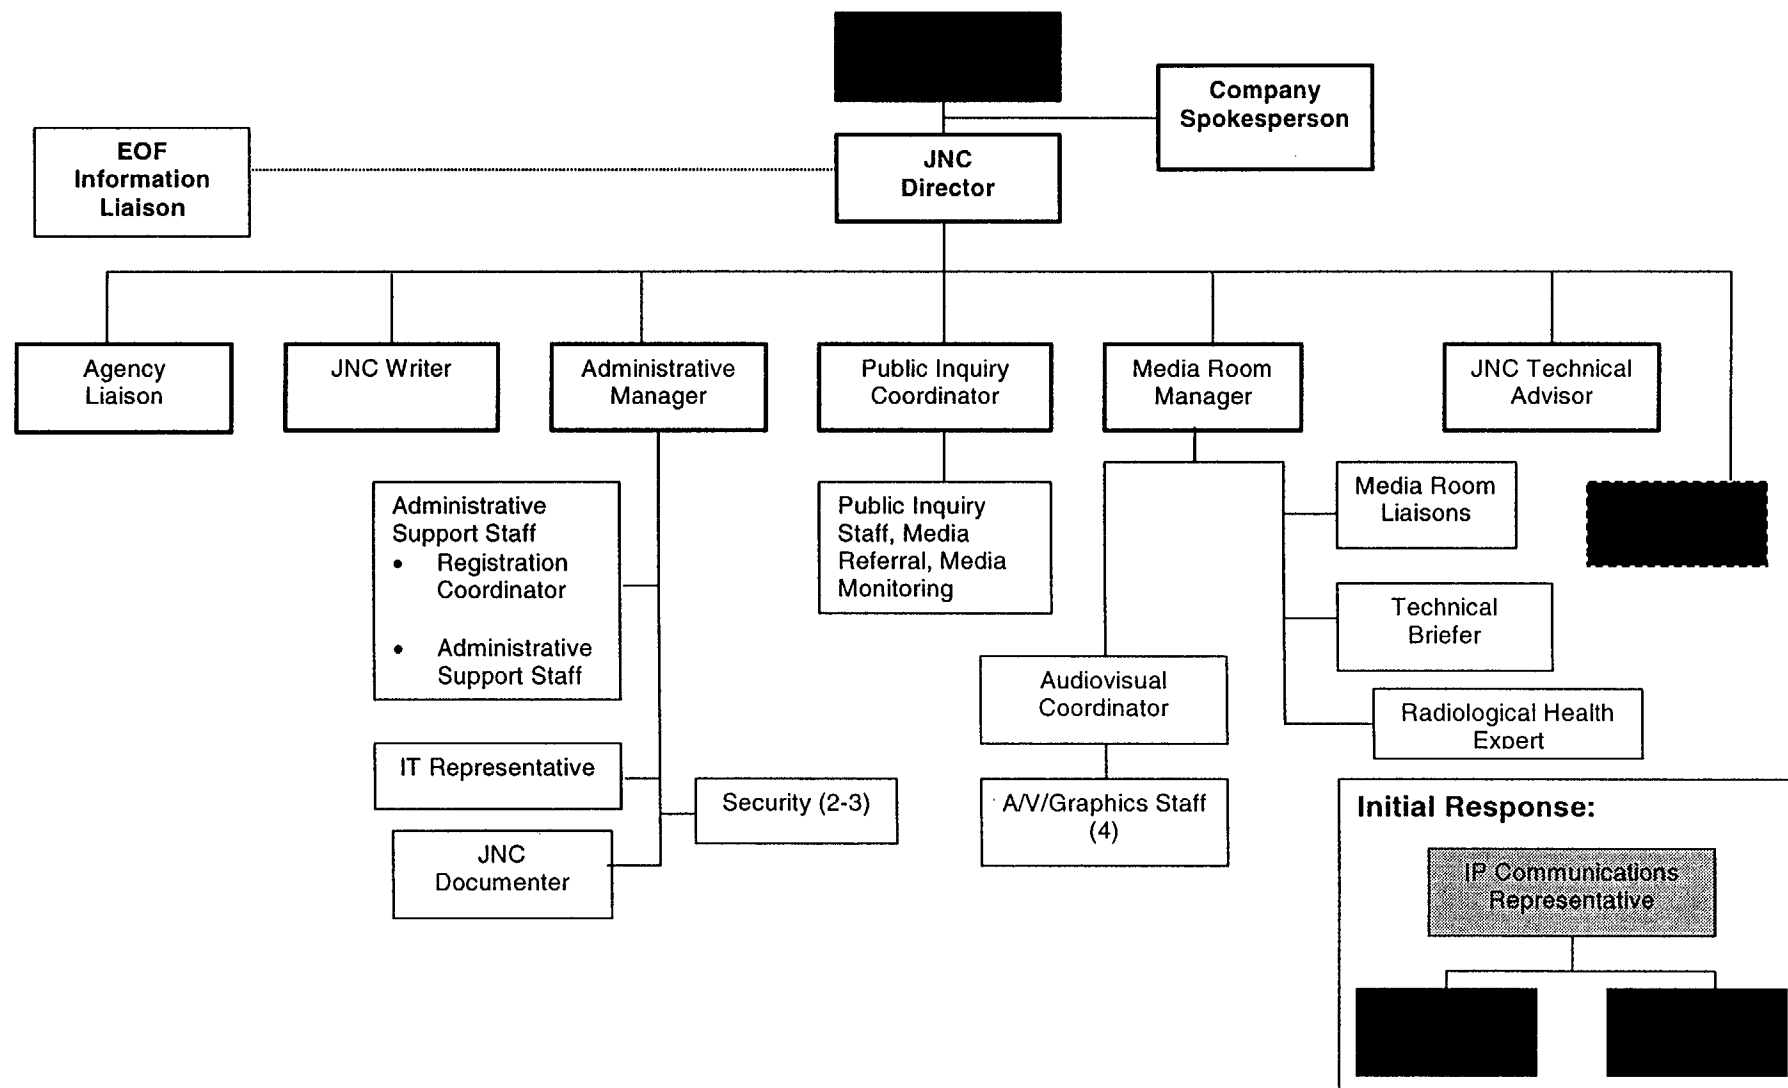 Company
Spokesperson
EOF
Information
Liaison
JNC
Director
Agency
Liaison
JNC Writer
Administrative
Manager
Public Inquiry
Coordinator
Media Room
Manager
JNC Technical
Advisor
Administrative
Support Staff
• Registration
Coordinator
• Administrative
Support Staff
Public Inquiry
Staff, Media
Referral, Media
Monitoring
Media Room
Liaisons
Technical
Briefer
Audiovisual
Coordinator
Radiological Health
Expert
IT Representative
Security (2-3)
A/V/Graphics Staff
(4)
JNC
Documenter
Initial Response:
IP Communications
Representative